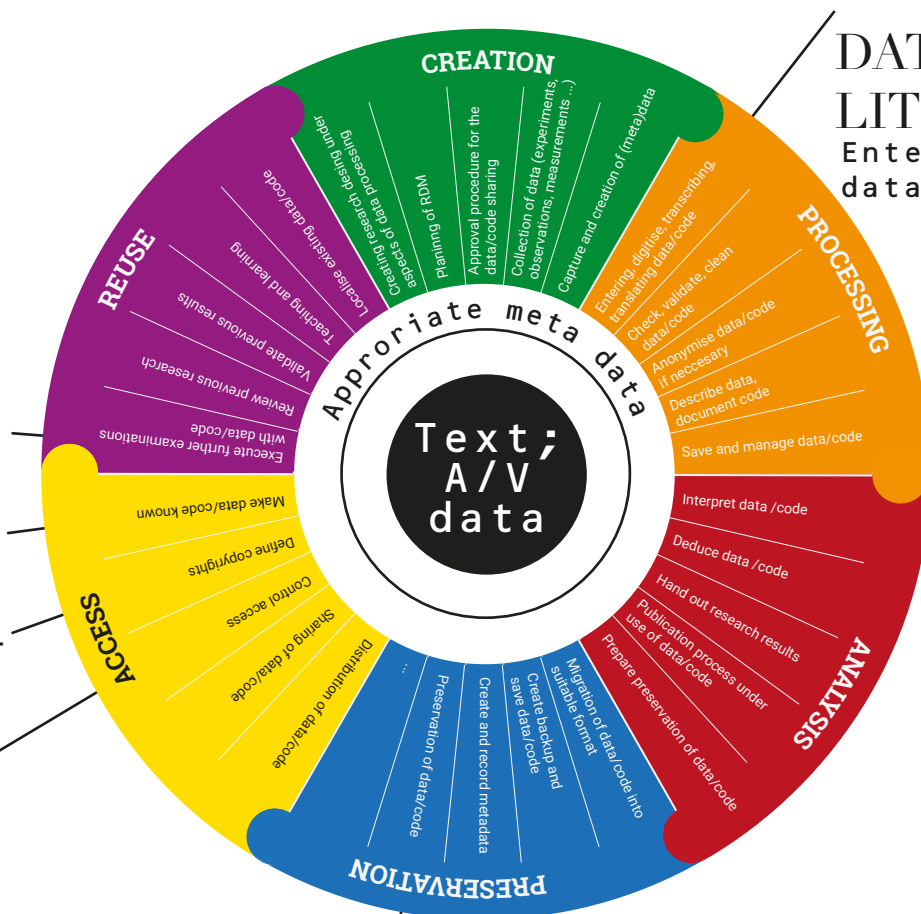 DAT
LIT
Ente
data
CREATION
Creating research desing under
aspects of data processing
Planing of RDM
Approval procedure for the
data/code sharing
Collection of data (experiments,
observations, measurements ...)
Capture and creation of (meta)data
PROCESSING
Entering, digitise, transcribing,
translating data/code
Check, validate, clean
data/code
Anonymise data/code
if neccesary
Describe data,
document code
Save and manage data/code
ANALYSIS
Interpret data /code
Deduce data /code
Hand out research results
Publication process under
use of data/code
Prepare preservation of data/code
PRESERVATION
Migration of data/code into
suitable format
Create backup and
save data/code
Create and record metadata
Preservation of data/code
...
ACCESS
Distribution of data/code
Sharing of data/code
Control access
Define copyrights
Make data/code known
REUSE
Execute further examinations
with data/code
Review previous research
Validate previous results
Teaching and learning
Localise existing data/code
Approriate meta data
Text;
A/V
data